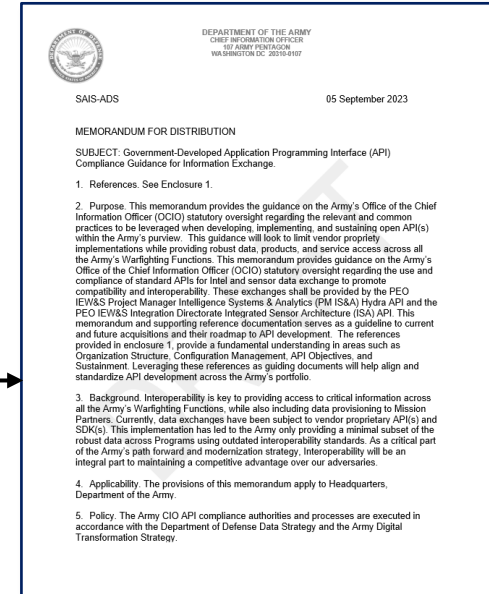 DEPARTMENT OF THE ARMY
CHIEF INFORMATION OFFICER
107 ARMY PENTAGON
WASHINGTON DC 20310-0107
SAIS-ADS 05 September 2023
MEMORANDUM FOR DISTRIBUTION
SUBJECT: Government-Developed Application Programming Interface (API)
Compliance Guidance for Information Exchange.
1. References. See Enclosure 1.
2. Purpose. This memorandum provides the guidance on the Army's Office of the Chief
Information Officer (OCIO) statutory oversight regarding the relevant and common
practices to be leveraged when developing, implementing, and sustaining open API(s)
within the Army's purview. This guidance will look to limit vendor propriety
implementations while providing robust data, products, and service access across all
the Army's Warfighting Functions. This memorandum provides guidance on the Army's
Office of the Chief Information Officer (OCIO) statutory oversight regarding the use and
compliance of standard APIs for Intel and sensor data exchange to promote
compatibility and interoperability. These exchanges shall be provided by the PEO
IEW&S Project Manager Intelligence Systems & Analytics (PM IS&A) Hydra API and the
PEO IEW&S Integration Directorate Integrated Sensor Architecture (ISA) API. This
memorandum and supporting reference documentation serves as a guideline to current
and future acquisitions and their roadmap to API development. The references
provided in enclosure 1, provide a fundamental understanding in areas such as
Organization Structure, Configuration Management, API Objectives, and
Sustainment. Leveraging these references as guiding documents will help align and
standardize API development across the Army's portfolio.
3. Background. Interoperability is key to providing access to critical information across
all the Army's Warfighting Functions, while also including data provisioning to Mission
Partners. Currently, data exchanges have been subject to vendor proprietary API(s) and
SDK(s). This implementation has led to the Army only providing a minimal subset of the
robust data across Programs using outdated interoperability standards. As a critical part
of the Army's path forward and modernization strategy, Interoperability will be an
integral part to maintaining a competitive advantage over our adversaries.
4. Applicability. The provisions of this memorandum apply to Headquarters,
Department of the Army.
5. Policy. The Army CIO API compliance authorities and processes are executed in
accordance with the Department of Defense Data Strategy and the Army Digital
Transformation Strategy.
DRAFT